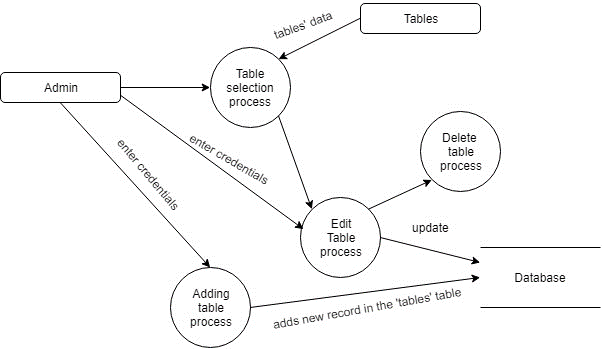 tables' data
Tables
Table
selection
process
Admin
enter credentials
enter credentials
Delete
table
process
Edit
Table
process
update
Database
Adding
table
process
adds new record in the 'tables' table